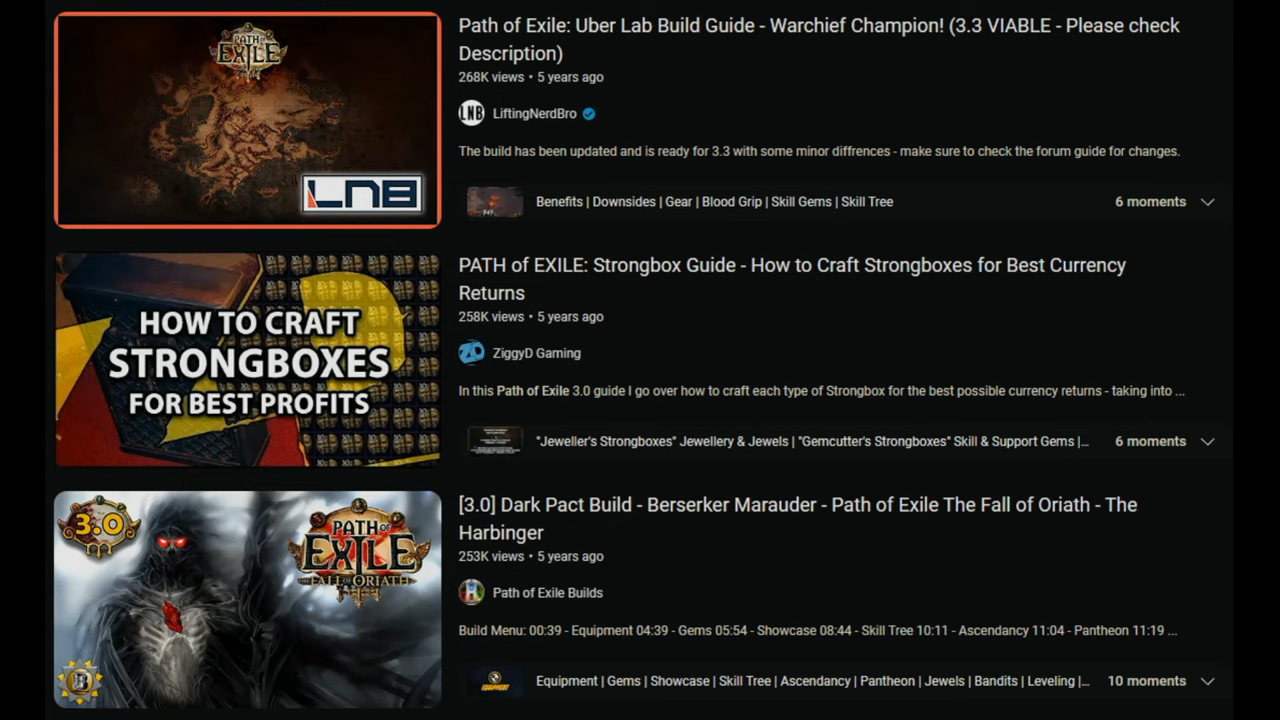 PATH OF
EXILE
LNB
Path of Exile: Uber Lab Build Guide - Warchief Champion! (3.3 VIABLE - Please check
Description)
268K views • 5 years ago
LNB LiftingNerdBro
The build has been updated and is ready for 3.3 with some minor diffrences - make sure to check the forum guide for changes.
Benefits | Downsides | Gear | Blood Grip | Skill Gems | Skill Tree
6 moments
HOW TO CRAFT
STRONGBOXES
FOR BEST PROFITS
PATH of EXILE: Strongbox Guide - How to Craft Strongboxes for Best Currency
Returns
258K views • 5 years ago
ZD ZiggyD Gaming
In this Path of Exile 3.0 guide I go over how to craft each type of Strongbox for the best possible currency returns - taking into ...
"Jeweller's Strongboxes" Jewellery & Jewels | "Gemcutter's Strongboxes" Skill & Support Gems |...
6 moments
3.0
PATH OF
EXILE
THE FALL OF ORIATH
B
[3.0] Dark Pact Build - Berserker Marauder - Path of Exile The Fall of Oriath - The
Harbinger
253K views • 5 years ago
Path of Exile Builds
Build Menu: 00:39 - Equipment 04:39 - Gems 05:54 - Showcase 08:44 - Skill Tree 10:11 - Ascendancy 11:04 - Pantheon 11:19 ...
EQUIPMENT
Equipment | Gems | Showcase | Skill Tree | Ascendancy | Pantheon | Jewels | Bandits | Leveling |...
10 moments